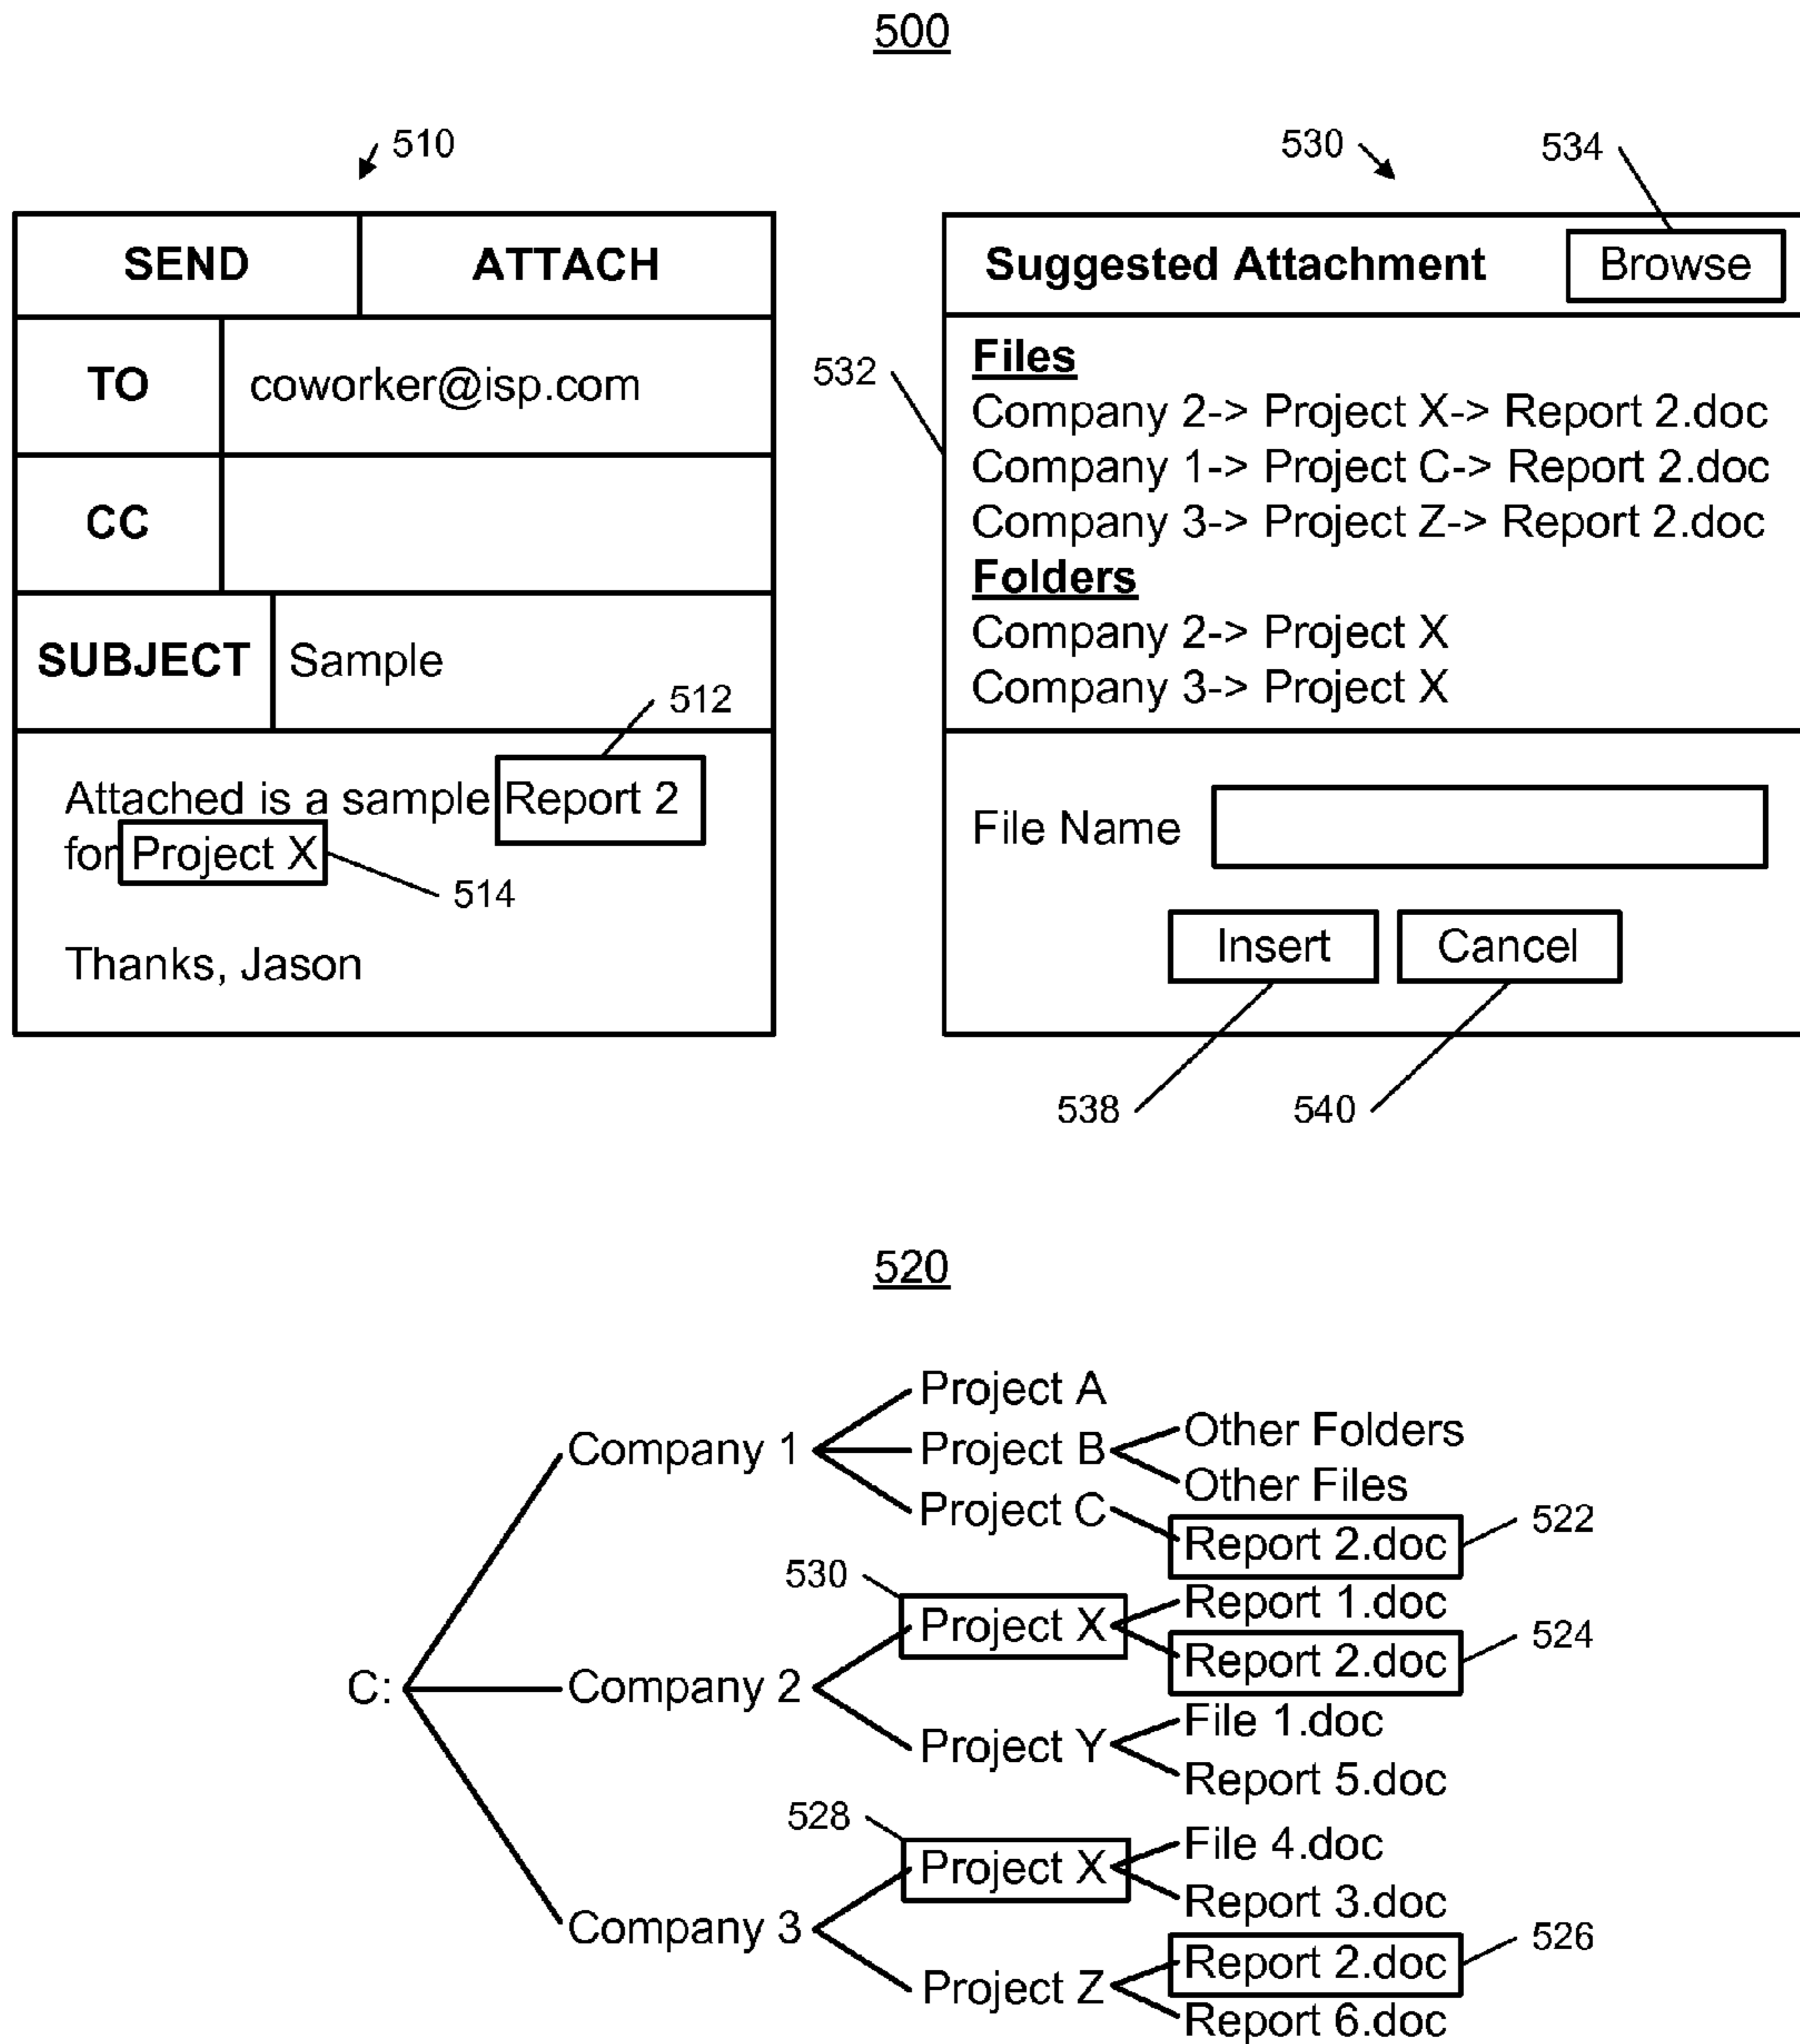 500
510
530
534
SEND ATTACH
TO coworker@isp.com
CC
SUBJECT Sample
512
Attached is a sample Report 2
for Project X
514
Thanks, Jason
Suggested Attachment Browse
532
Files
Company 2-> Project X-> Report 2.doc
Company 1-> Project C-> Report 2.doc
Company 3-> Project Z-> Report 2.doc
Folders
Company 2-> Project X
Company 3-> Project X
File Name
Insert Cancel
538 540
520
C:
Company 1
Project A
Project B
Other Folders
Other Files
Project C
Report 2.doc 522
Company 2
530 Project X
Report 1.doc
Report 2.doc 524
Project Y
File 1.doc
Report 5.doc
Company 3
528 Project X
File 4.doc
Report 3.doc
Project Z
Report 2.doc 526
Report 6.doc